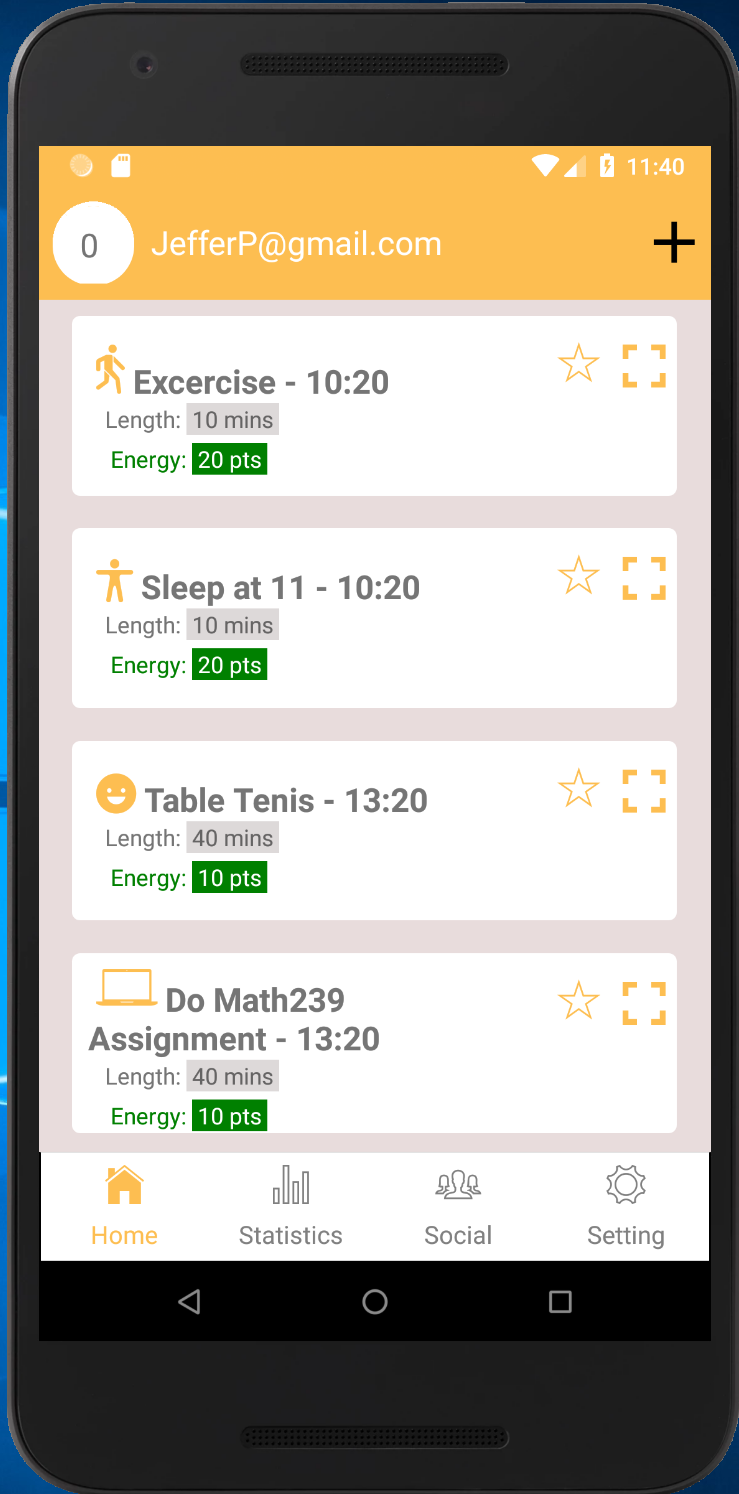 11:40
0 JefferP@gmail.com +
Excercise - 10:20
Length: 10 mins
Energy: 20 pts
Sleep at 11 - 10:20
Length: 10 mins
Energy: 20 pts
Table Tenis - 13:20
Length: 40 mins
Energy: 10 pts
Do Math239
Assignment - 13:20
Length: 40 mins
Energy: 10 pts
Home Statistics Social Setting